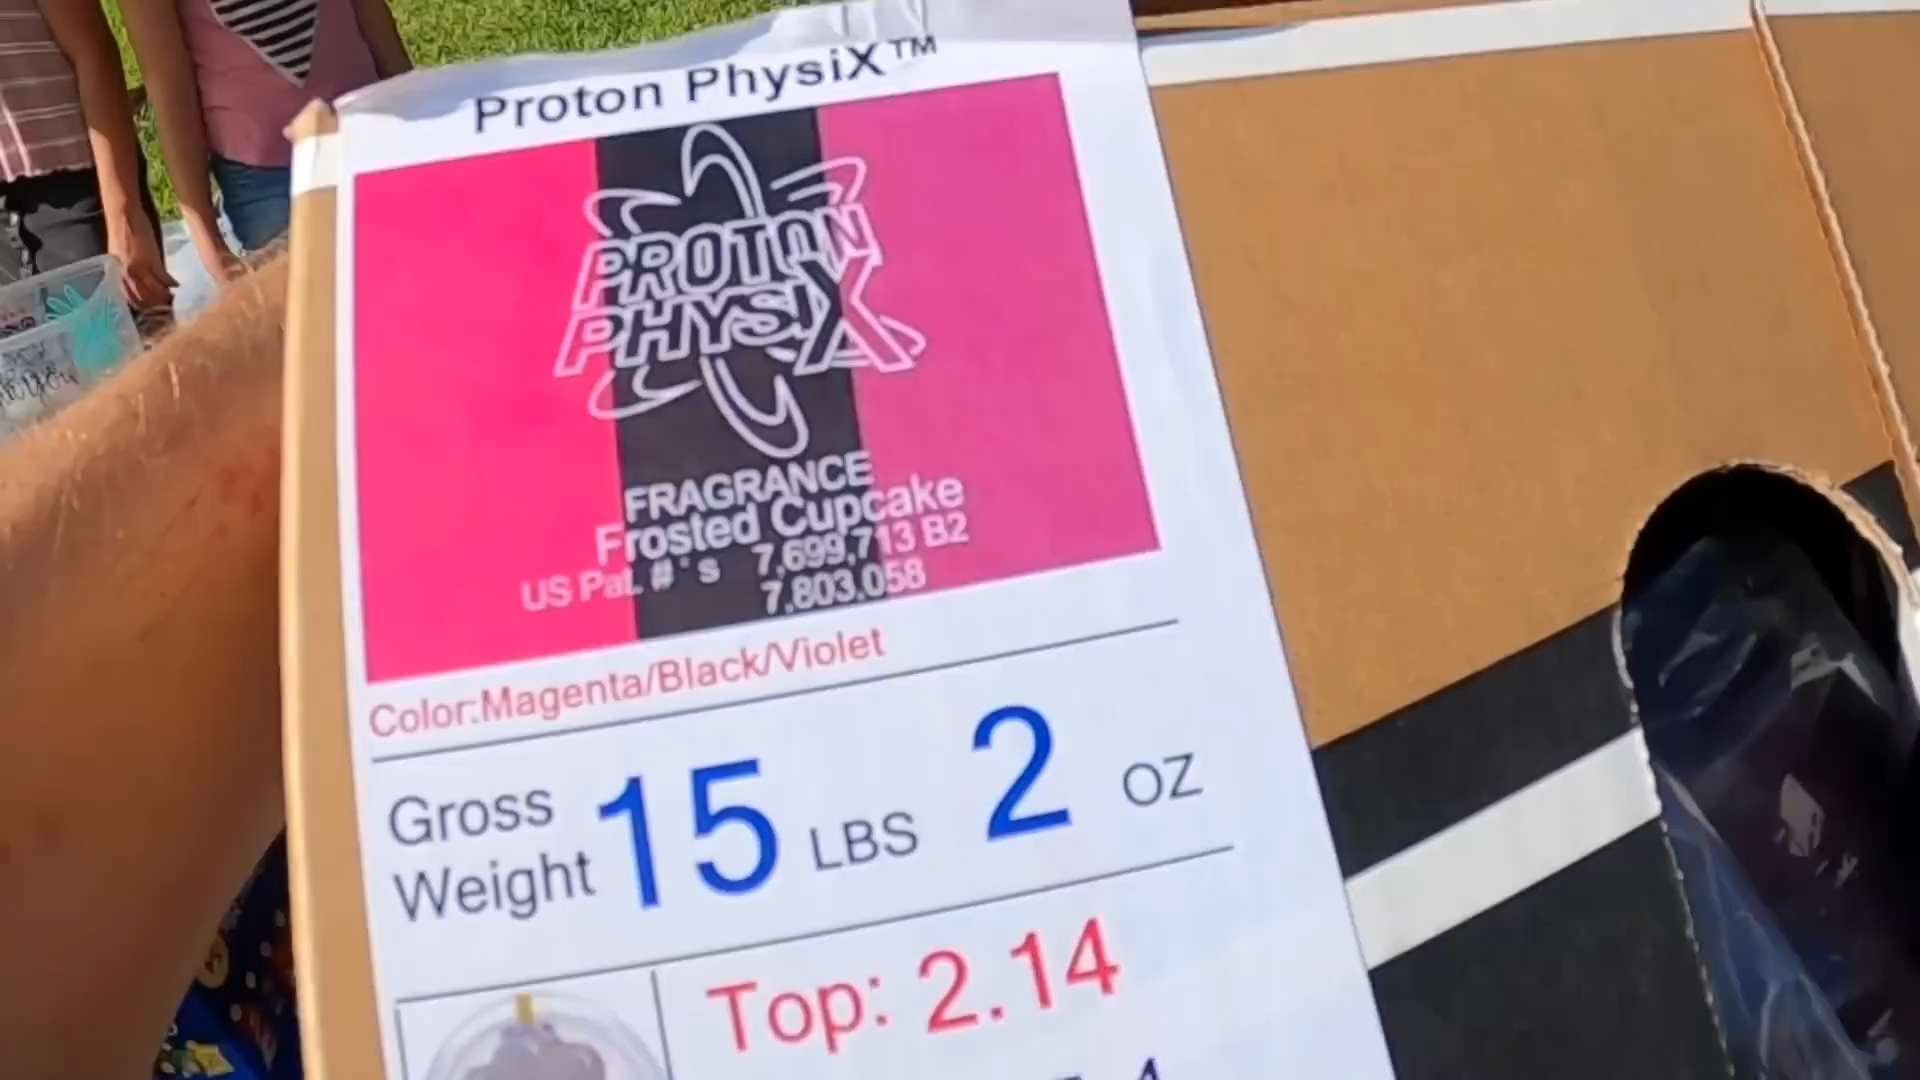 Proton PhysiX™
PROTON
PHYSIX
FRAGRANCE
Frosted Cupcake
US Pat. #'s 7,699,713 B2
7,803,058
Color:Magenta/Black/Violet
Gross
Weight 15 LBS 2 OZ
Top: 2.14